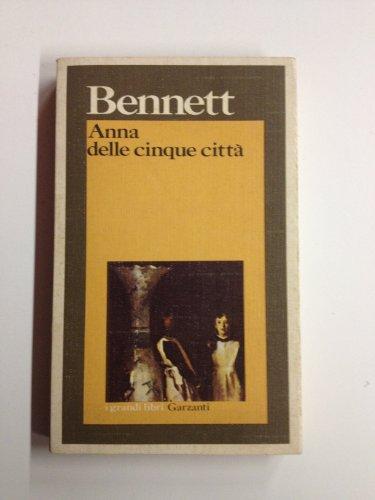 Bennett
Anna
delle cinque città
i grandi libri Garzanti